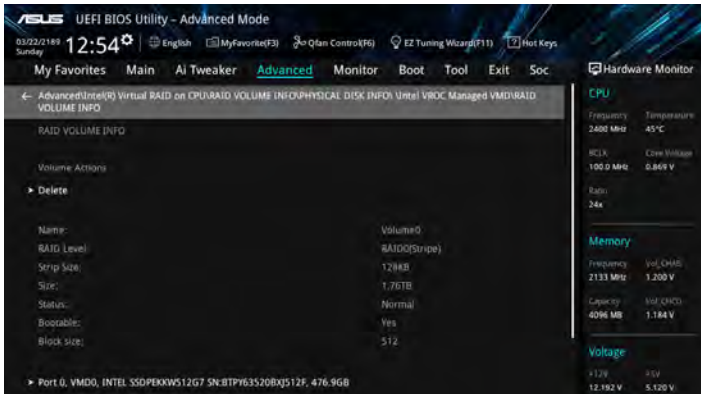 ASUS UEFI BIOS Utility – Advanced Mode
03/22/2189 Sunday 12:54 English MyFavorite(F3) Qfan Control(F6) EZ Tuning Wizard(F11) ? Hot Keys
My Favorites Main Ai Tweaker Advanced Monitor Boot Tool Exit Soc
← Advanced\Intel(R) Virtual RAID on CPU\RAID VOLUME INFO\PHYSICAL DISK INFO\ \Intel VROC Managed VMD\RAID
VOLUME INFO
RAID VOLUME INFO
Volume Actions
Delete
Name: Volume0
RAID Level: RAID0(Stripe)
Strip Size: 128KB
Size: 1.76TB
Status: Normal
Bootable: Yes
Block size: 512
Port 0, VMD0, INTEL SSDPEKKW512G7 SN:BTPY63520BXJ512F, 476.9GB
Hardware Monitor
CPU
Frequency Temperature
2400 MHz 45°C
BCLK Core Voltage
100.0 MHz 0.869 V
Ratio
24x
Memory
Frequency Vol_CHAB
2133 MHz 1.200 V
Capacity Vol_CHCD
4096 MB 1.184 V
Voltage
+12V +5V
12.192 V 5.120 V